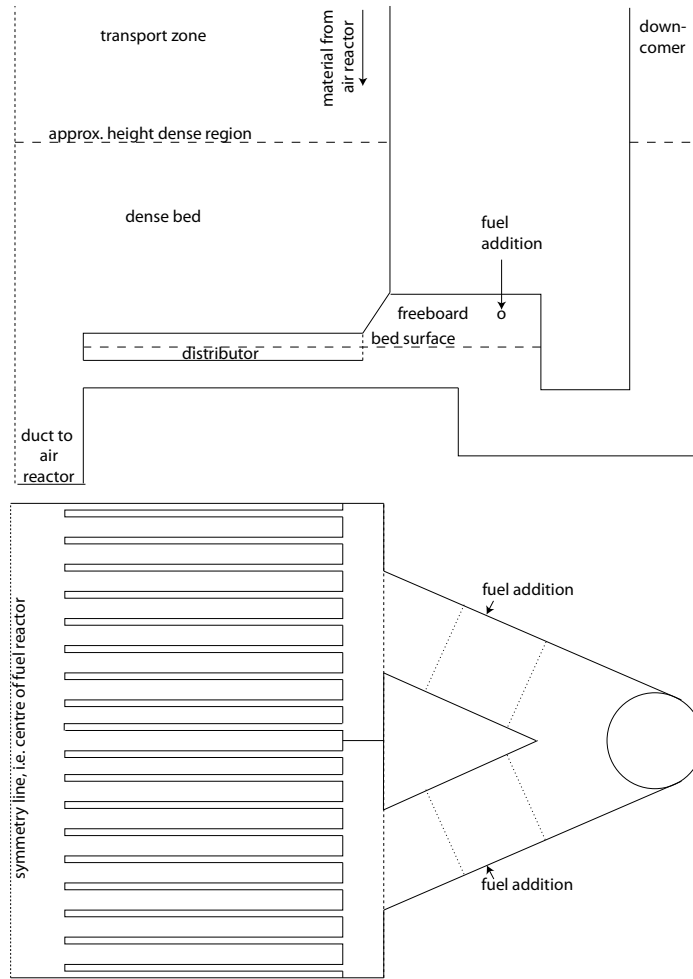 transport zone
material from
air reactor
down-
comer
approx. height dense region
dense bed
fuel
addition
freeboard
bed surface
distributor
duct to
air
reactor
symmetry line, i.e. centre of fuel reactor
fuel addition
fuel addition